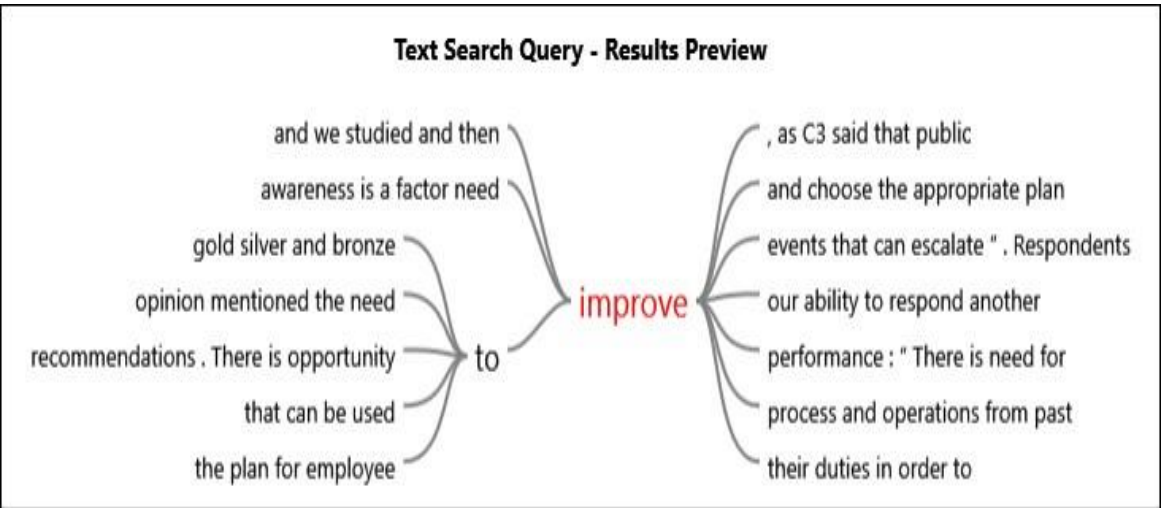 Text Search Query - Results Preview
and we studied and then
awareness is a factor need
gold silver and bronze
opinion mentioned the need
recommendations . There is opportunity
that can be used
the plan for employee
to
improve
, as C3 said that public
and choose the appropriate plan
events that can escalate " . Respondents
our ability to respond another
performance : " There is need for
process and operations from past
their duties in order to